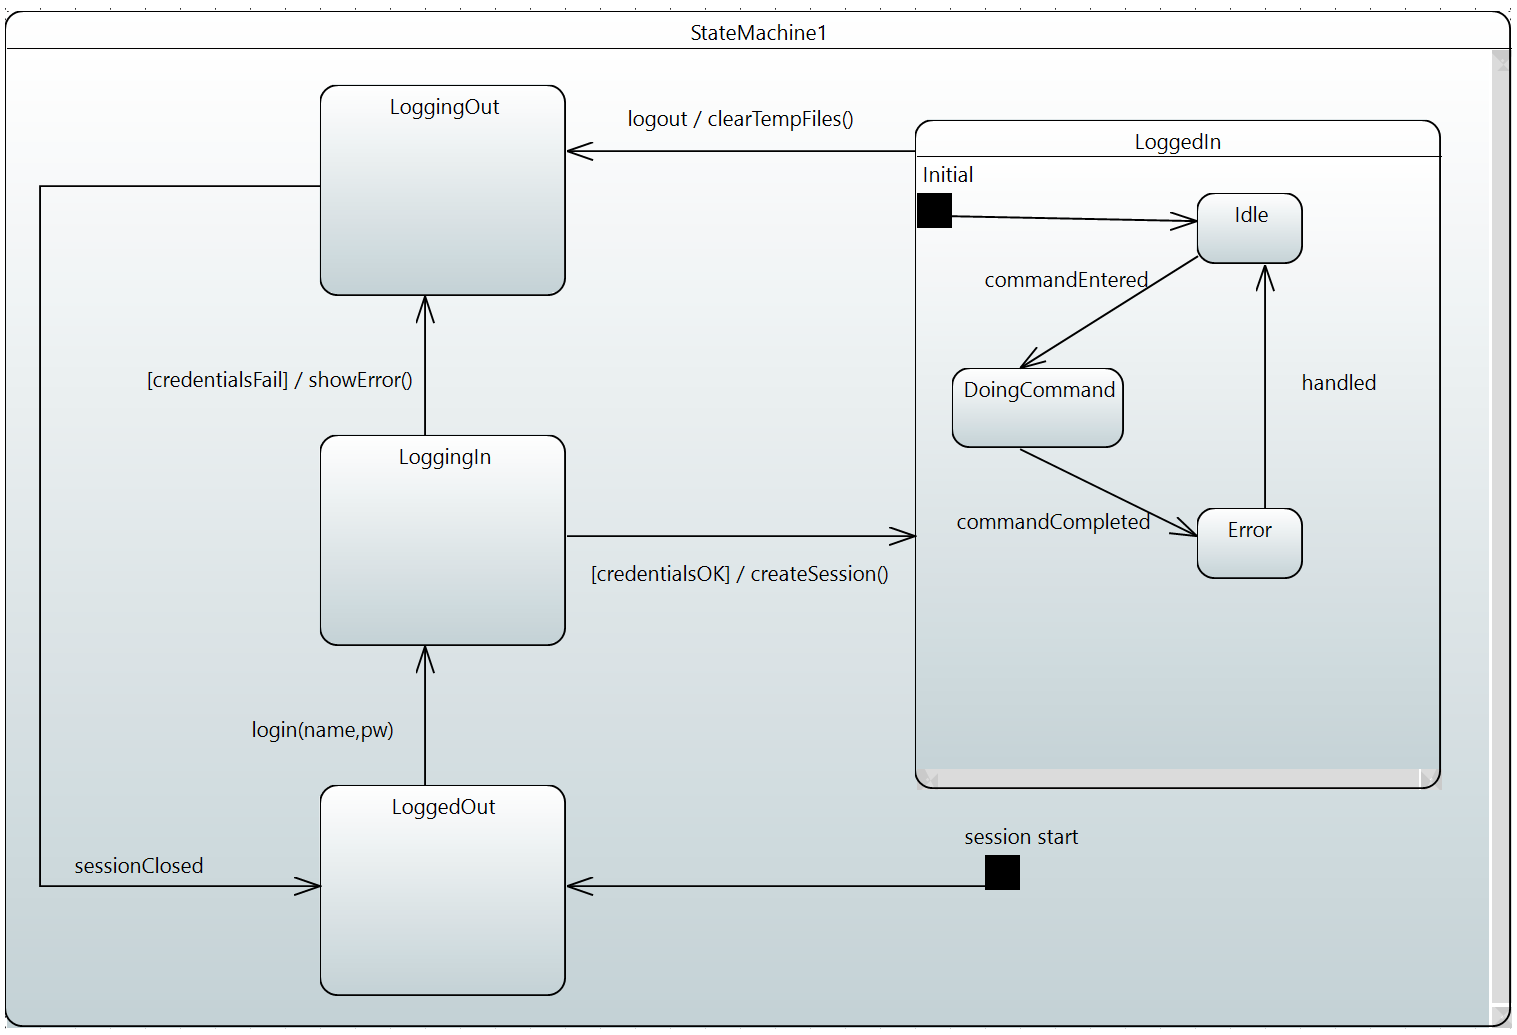 StateMachine1
LoggingOut
logout / clearTempFiles()
LoggedIn
Initial
Idle
commandEntered
[credentialsFail] / showError()
DoingCommand
handled
LoggingIn
commandCompleted
Error
[credentialsOK] / createSession()
login(name,pw)
LoggedOut
session start
sessionClosed